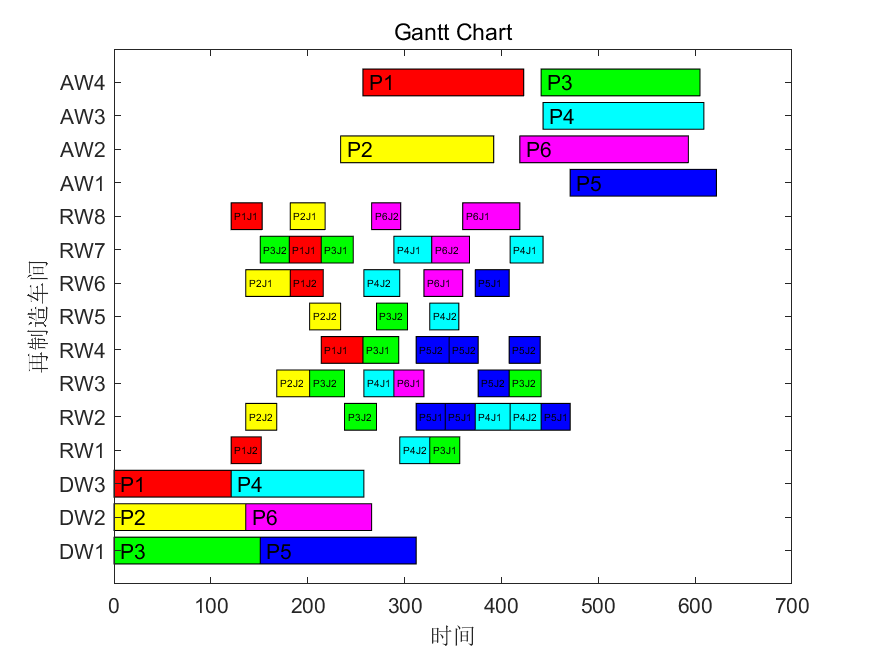 Gantt Chart
AW4 P1 P3
AW3 P4
AW2 P2 P6
AW1 P5
RW8 P1J1 P2J1 P6J2 P6J1
RW7 P3J2 P1J1 P3J1 P4J1 P6J2 P4J1
RW6 P2J1 P1J2 P4J2 P6J1 P5J1
RW5 P2J2 P3J2 P4J2
RW4 P1J1 P3J1 P5J2 P5J2 P5J2
RW3 P2J2 P3J2 P4J1 P6J1 P5J2 P3J2
RW2 P2J2 P3J2 P5J1 P5J1 P4J1 P4J2 P5J1
RW1 P1J2 P4J2 P3J1
DW3 P1 P4
DW2 P2 P6
DW1 P3 P5
0 100 200 300 400 500 600 700
时间
再制造车间